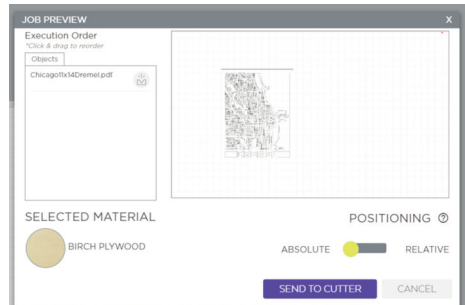 JOB PREVIEW X
Execution Order
*Click & drag to reorder
Objects
Chicago11x14Dremel.pdf
SELECTED MATERIAL
POSITIONING ?
BIRCH PLYWOOD
ABSOLUTE RELATIVE
SEND TO CUTTER CANCEL